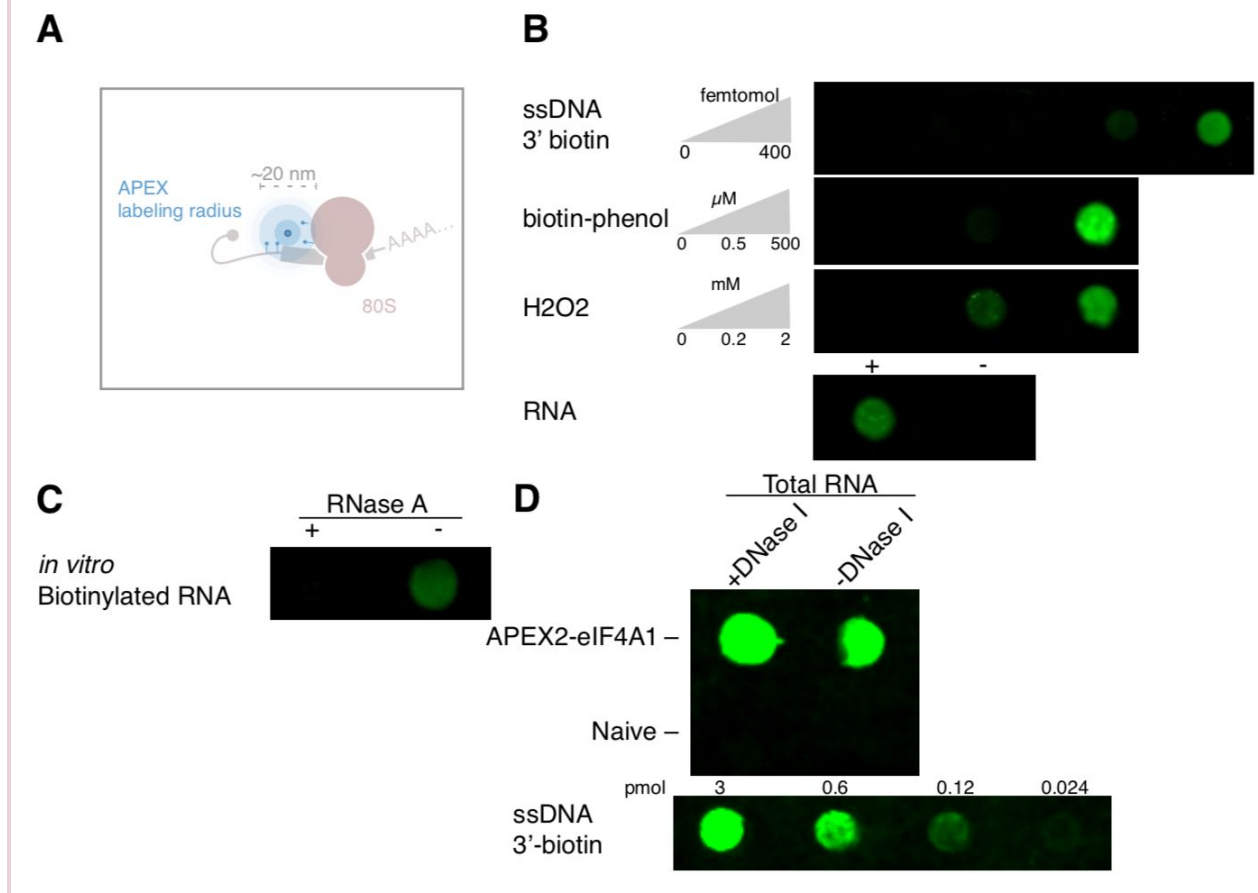 A
~20 nm
APEX
labeling radius
AAAA...
80S
B
ssDNA
3' biotin
femtomol
0 400
biotin-phenol
µM
0 0.5 500
H2O2
mM
0 0.2 2
+ -
RNA
C
RNase A
+ -
in vitro
Biotinylated RNA
D
Total RNA
+DNase I
-DNase I
APEX2-eIF4A1 –
Naive –
pmol 3 0.6 0.12 0.024
ssDNA
3'-biotin